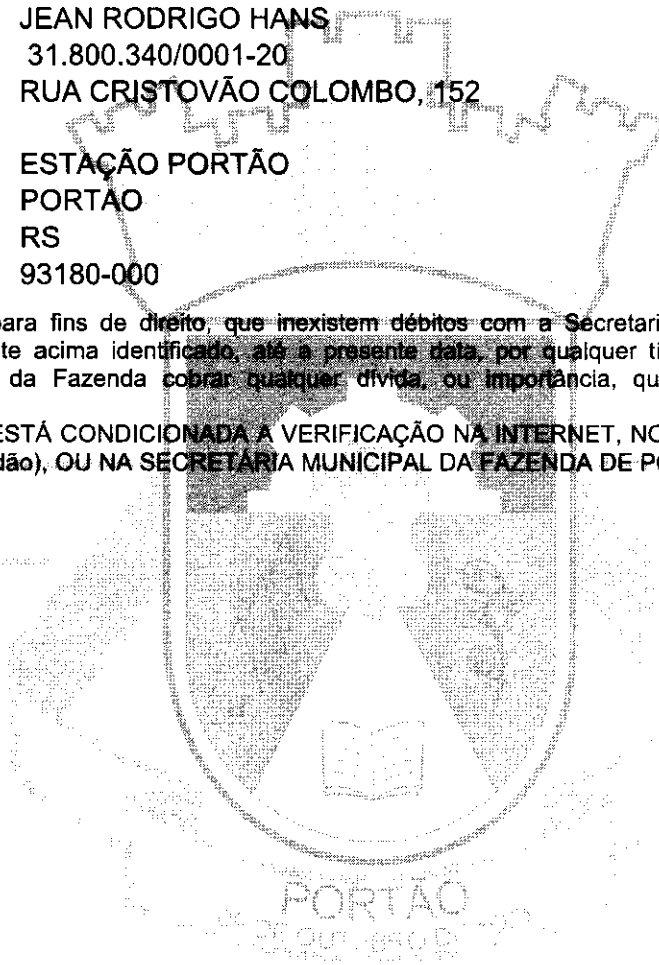 JEAN RODRIGO HANS
31.800.340/0001-20
RUA CRISTOVÃO COLOMBO, 152
ESTAÇÃO PORTÃO
PORTAO
RS
93180-000
para fins de direito, que inexistem débitos com a Secretari
te acima identificado, até a presente data, por qualquer ti
da Fazenda cobrar qualquer dívida, ou importância, qu
ESTÁ CONDICIONADA A VERIFICAÇÃO NA INTERNET, NO
dão), OU NA SECRETÁRIA MUNICIPAL DA FAZENDA DE PO
PORTÃO